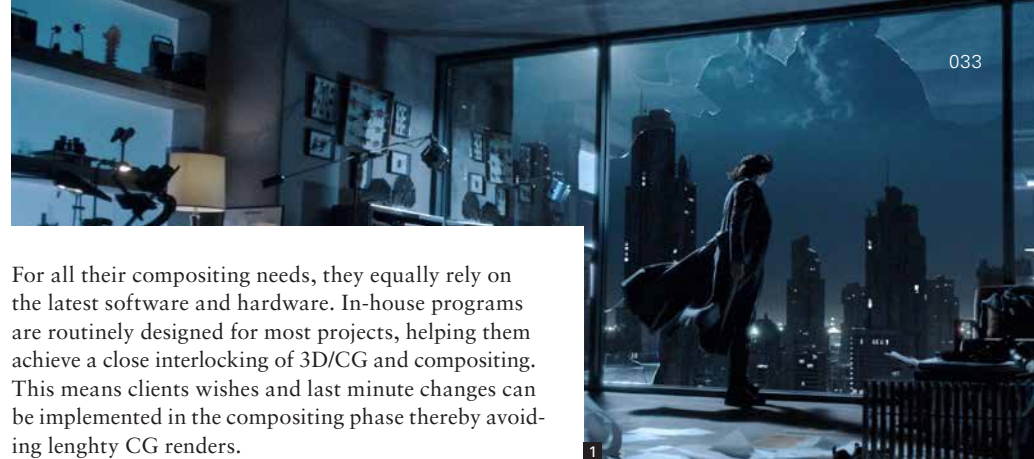 033
For all their compositing needs, they equally rely on
the latest software and hardware. In-house programs
are routinely designed for most projects, helping them
achieve a close interlocking of 3D/CG and compositing.
This means clients wishes and last minute changes can
be implemented in the compositing phase thereby avoid-
ing lenghty CG renders.
1